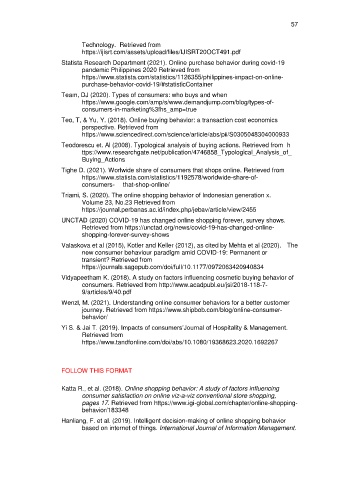 57
Technology. Retrieved from
https://ijisrt.com/assets/upload/files/IJISRT20OCT491.pdf
Statista Research Department (2021). Online purchase behavior during covid-19
pandemic Philippines 2020 Retrieved from
https://www.statista.com/statistics/1126355/philippines-impact-on-online-
purchase-behavior-covid-19/#statisticContainer
Team, DJ (2020). Types of consumers: who buys and when
https://www.google.com/amp/s/www.demandjump.com/blog/types-of-
consumers-in-marketing%3fhs_amp=true
Teo, T, & Yu, Y. (2018). Online buying behavior: a transaction cost economics
perspective. Retrieved from
https://www.sciencedirect.com/science/article/abs/pii/S0305048304000933
Teodorescu et. Al (2008). Typological analysis of buying actions. Retrieved from h
ttps://www.researchgate.net/publication/4746858_Typological_Analysis_of_
Buying_Actions
Tighe D. (2021). Worlwide share of consumers that shops online. Retrieved from
https://www.statista.com/statistics/1192578/worldwide-share-of-
consumers- that-shop-online/
Triami, S. (2020). The online shopping behavior of Indonesian generation x.
Volume 23, No.23 Retrieved from
https://journal.perbanas.ac.id/index.php/jebav/article/view/2455
UNCTAD (2020) COVID-19 has changed online shopping forever, survey shows.
Retrieved from https://unctad.org/news/covid-19-has-changed-online-
shopping-forever-survey-shows
Valaskova et al (2015), Kotler and Keller (2012), as cited by Mehta et al (2020). The
new consumer behaviour paradigm amid COVID-19: Permanent or
transient? Retrieved from
https://journals.sagepub.com/doi/full/10.1177/0972063420940834
Vidyapeetham K. (2018). A study on factors influencing cosmetic buying behavior of
consumers. Retrieved from http://www.acadpubl.eu/jsi/2018-118-7-
9/articles/9/40.pdf
Wenzl, M. (2021). Understanding online consumer behaviors for a better customer
journey. Retrieved from https://www.shipbob.com/blog/online-consumer-
behavior/
Yi S. & Jai T. (2019). Impacts of consumers'Journal of Hospitality & Management.
Retrieved from
https://www.tandfonline.com/doi/abs/10.1080/19368623.2020.1692267
FOLLOW THIS FORMAT
Katta R., et al. (2018). Online shopping behavior: A study of factors influencing
consumer satisfaction on online viz-a-viz conventional store shopping,
pages 17. Retrieved from https://www.igi-global.com/chapter/online-shopping-
behavior/183348
Hanliang, F. et al. (2019). Intelligent decision-making of online shopping behavior
based on internet of things. International Journal of Information Management.